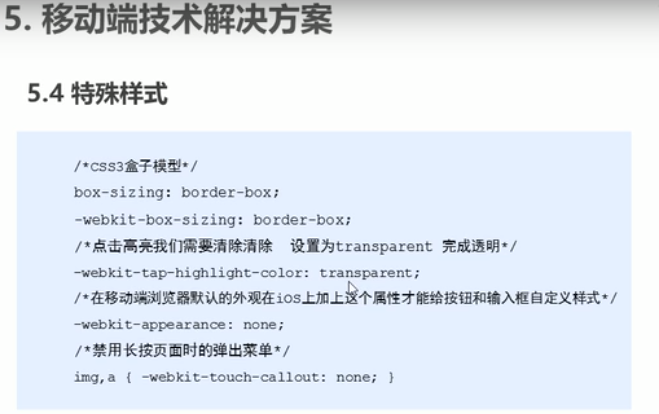 5. 移动端技术解决方案
5.4 特殊样式
/*CSS3盒子模型*/
box-sizing: border-box;
-webkit-box-sizing: border-box;
/*点击高亮我们需要清除清除  设置为transparent 完成透明*/
-webkit-tap-highlight-color: transparent;
/*在移动端浏览器默认的外观在ios上加上这个属性才能给按钮和输入框自定义样式*/
-webkit-appearance: none;
/*禁用长按页面时的弹出菜单*/
img,a { -webkit-touch-callout: none; }